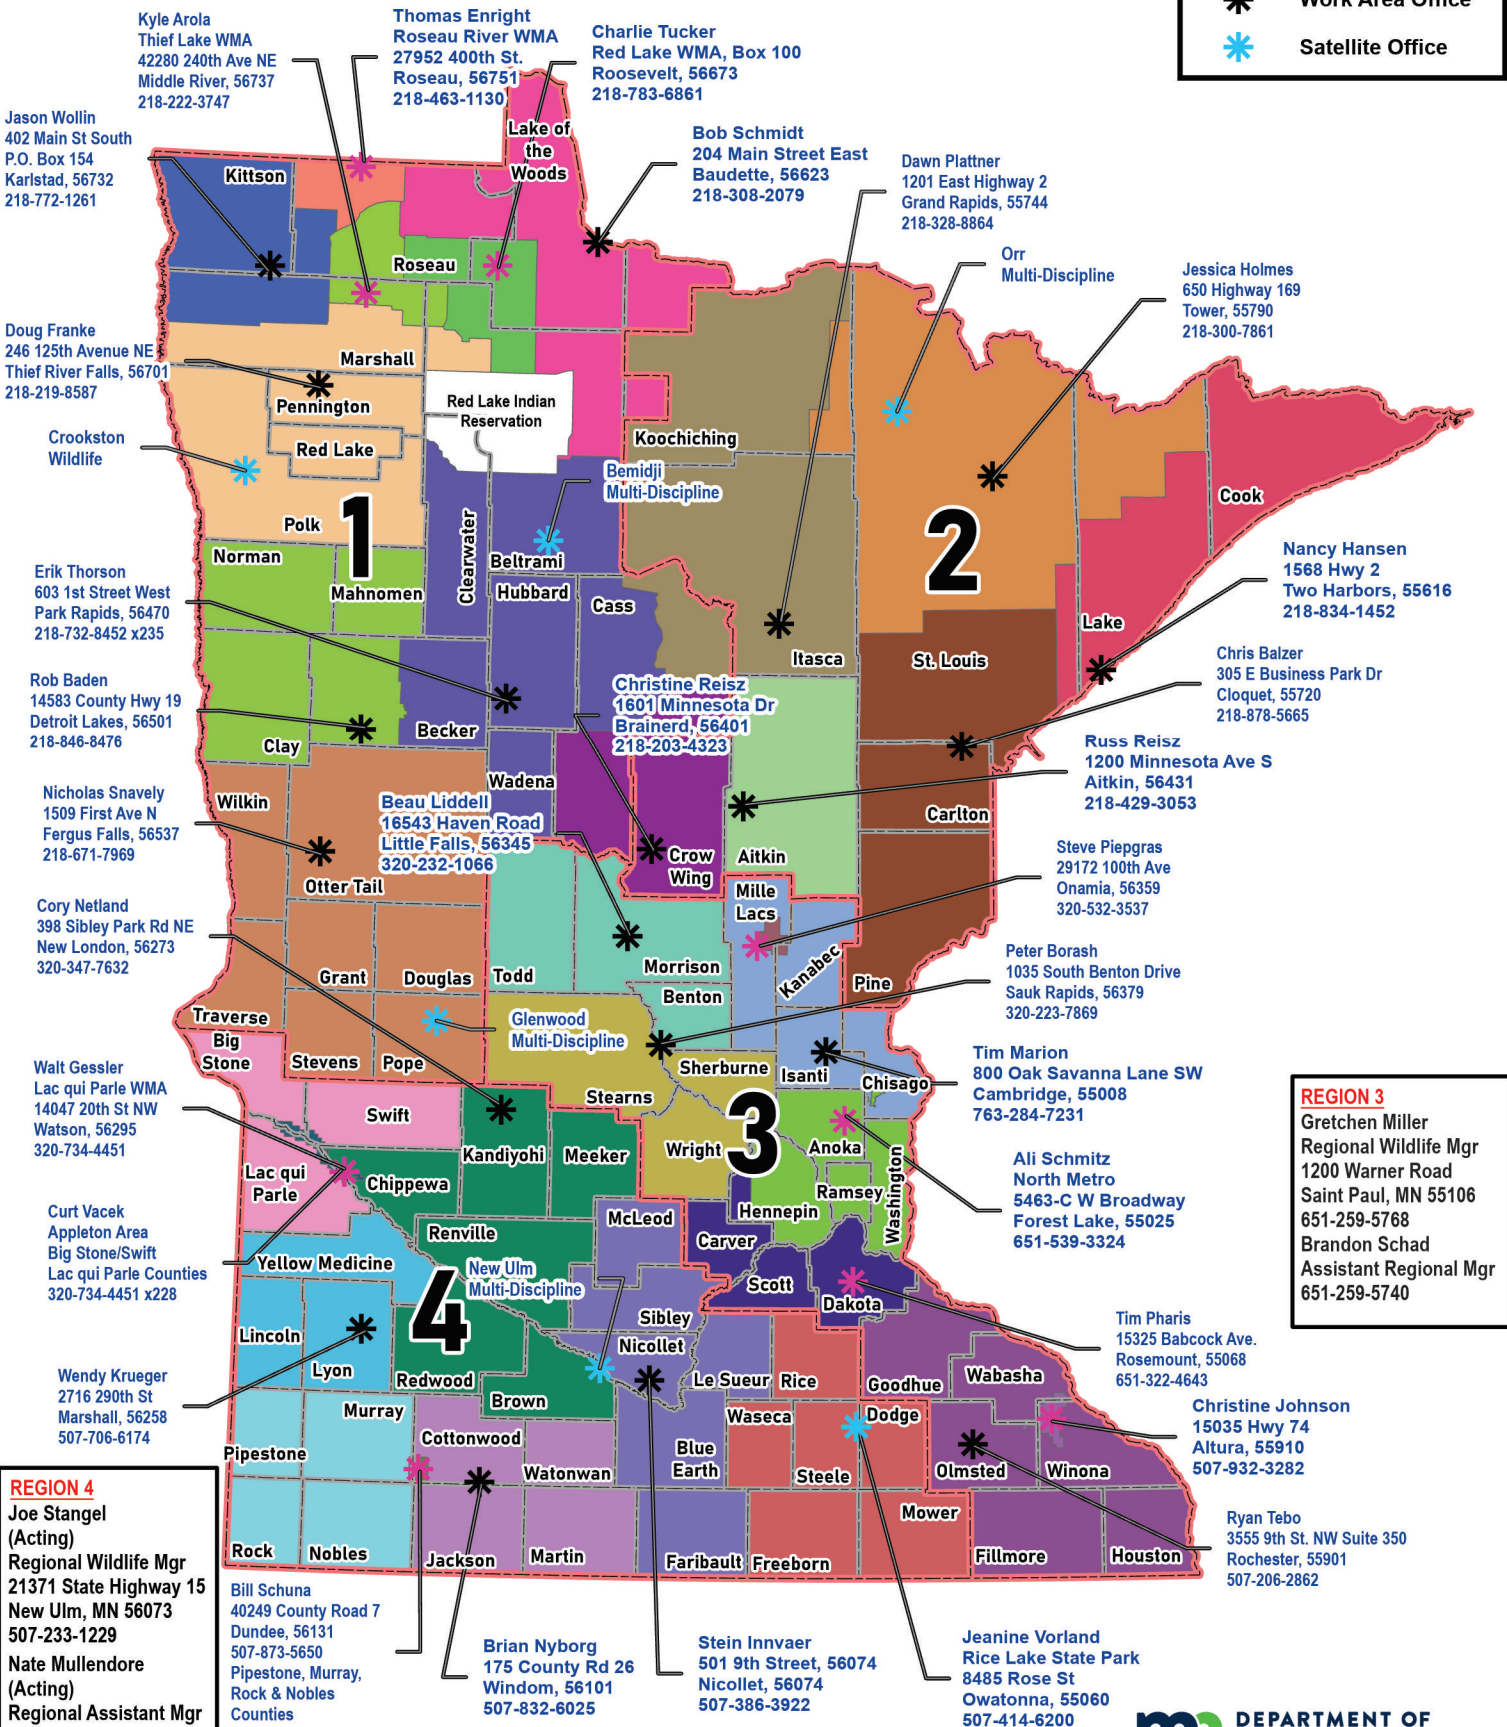 Work Area Office
Satellite Office
Kyle Arola
Thief Lake WMA
42280 240th Ave NE
Middle River, 56737
218-222-3747
Thomas Enright
Roseau River WMA
27952 400th St.
Roseau, 56751
218-463-1130
Charlie Tucker
Red Lake WMA, Box 100
Roosevelt, 56673
218-783-6861
Jason Wollin
402 Main St South
P.O. Box 154
Karlstad, 56732
218-772-1261
Bob Schmidt
204 Main Street East
Baudette, 56623
218-308-2079
Dawn Plattner
1201 East Highway 2
Grand Rapids, 55744
218-328-8864
Orr
Multi-Discipline
Jessica Holmes
650 Highway 169
Tower, 55790
218-300-7861
Doug Franke
246 125th Avenue NE
Thief River Falls, 56701
218-219-8587
Crookston
Wildlife
Bemidji
Multi-Discipline
Erik Thorson
603 1st Street West
Park Rapids, 56470
218-732-8452 x235
Nancy Hansen
1568 Hwy 2
Two Harbors, 55616
218-834-1452
Rob Baden
14583 County Hwy 19
Detroit Lakes, 56501
218-846-8476
Christine Reisz
1601 Minnesota Dr
Brainerd, 56401
218-203-4323
Chris Balzer
305 E Business Park Dr
Cloquet, 55720
218-878-5665
Russ Reisz
1200 Minnesota Ave S
Aitkin, 56431
218-429-3053
Nicholas Snavely
1509 First Ave N
Fergus Falls, 56537
218-671-7969
Beau Liddell
16543 Haven Road
Little Falls, 56345
320-232-1066
Steve Piepgras
29172 100th Ave
Onamia, 56359
320-532-3537
Cory Netland
398 Sibley Park Rd NE
New London, 56273
320-347-7632
Peter Borash
1035 South Benton Drive
Sauk Rapids, 56379
320-223-7869
Glenwood
Multi-Discipline
Walt Gessler
Lac qui Parle WMA
14047 20th St NW
Watson, 56295
320-734-4451
Tim Marion
800 Oak Savanna Lane SW
Cambridge, 55008
763-284-7231
Ali Schmitz
North Metro
5463-C W Broadway
Forest Lake, 55025
651-539-3324
REGION 3
Gretchen Miller
Regional Wildlife Mgr
1200 Warner Road
Saint Paul, MN 55106
651-259-5768
Brandon Schad
Assistant Regional Mgr
651-259-5740
Curt Vacek
Appleton Area
Big Stone/Swift
Lac qui Parle Counties
320-734-4451 x228
New Ulm
Multi-Discipline
Tim Pharis
15325 Babcock Ave.
Rosemount, 55068
651-322-4643
Wendy Krueger
2716 290th St
Marshall, 56258
507-706-6174
Christine Johnson
15035 Hwy 74
Altura, 55910
507-932-3282
REGION 4
Joe Stangel
(Acting)
Regional Wildlife Mgr
21371 State Highway 15
New Ulm, MN 56073
507-233-1229
Nate Mullendore
(Acting)
Regional Assistant Mgr
Ryan Tebo
3555 9th St. NW Suite 350
Rochester, 55901
507-206-2862
Bill Schuna
40249 County Road 7
Dundee, 56131
507-873-5650
Pipestone, Murray,
Rock & Nobles
Counties
Brian Nyborg
175 County Rd 26
Windom, 56101
507-832-6025
Stein Innvaer
501 9th Street, 56074
Nicollet, 56074
507-386-3922
Jeanine Vorland
Rice Lake State Park
8485 Rose St
Owatonna, 55060
507-414-6200
DEPARTMENT OF
Kittson
Lake of
the
Woods
Roseau
Marshall
Pennington
Red Lake
Red Lake Indian
Reservation
Koochiching
Polk
1
2
Cook
Norman
Mahnomen
Clearwater
Beltrami
Hubbard
Cass
Itasca
St. Louis
Lake
Clay
Becker
Wadena
Wilkin
Otter Tail
Crow
Wing
Aitkin
Carlton
Mille
Lacs
Kanabec
Pine
Grant
Douglas
Todd
Morrison
Benton
Traverse
Big
Stone
Stevens
Pope
Stearns
Sherburne
Isanti
Chisago
Swift
Kandiyohi
Meeker
Wright
3
Anoka
Ramsey
Washington
Hennepin
Lac qui
Parle
Chippewa
Renville
McLeod
Carver
Scott
Dakota
Yellow Medicine
4
Sibley
Nicollet
Lincoln
Lyon
Redwood
Brown
Le Sueur
Rice
Goodhue
Wabasha
Murray
Pipestone
Cottonwood
Watonwan
Blue
Earth
Waseca
Steele
Dodge
Olmsted
Winona
Rock
Nobles
Jackson
Martin
Faribault
Freeborn
Mower
Fillmore
Houston